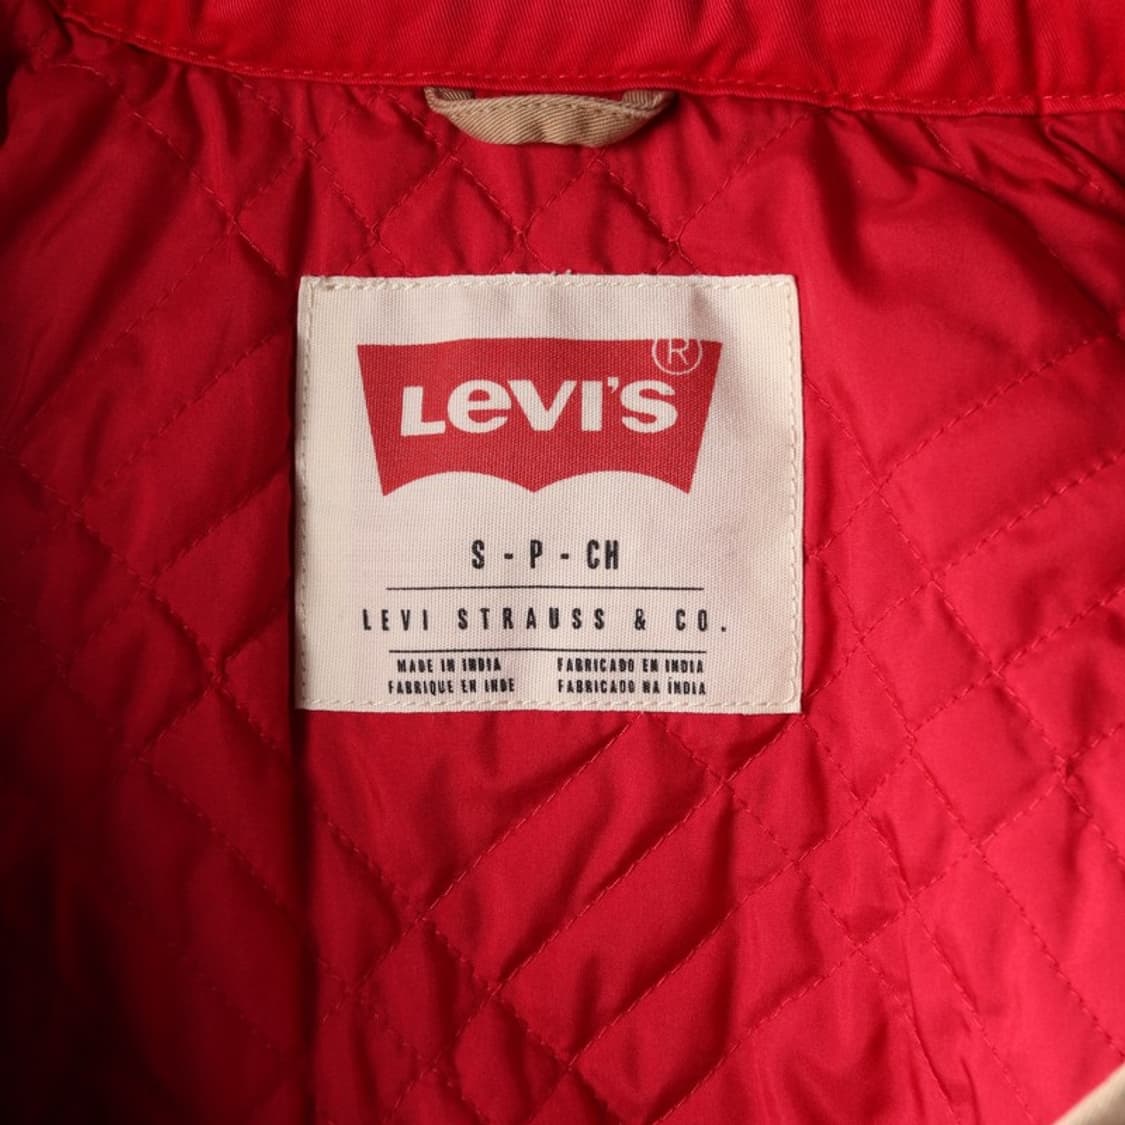 LEVI'S ®
S - P - CH
LEVI STRAUSS & CO.
MADE IN INDIA
FABRIQUE EN INDE
FABRICADO EN INDIA
FABRICADO NA ÍNDIA